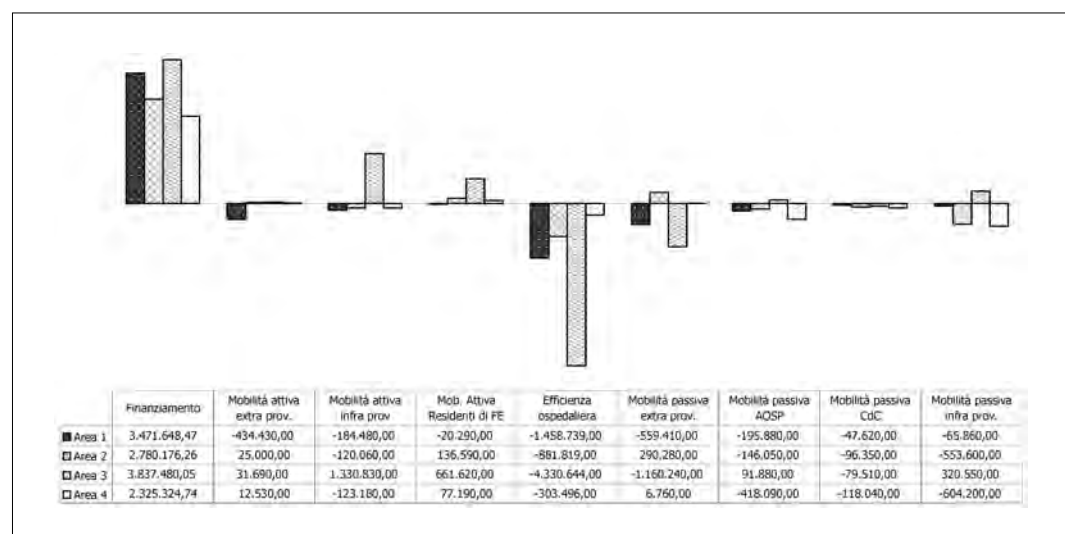 Finanziamento Mobilità attiva extra prov. Mobilità attiva infra prov Mob. Attiva Residenti di FE Efficienza ospedaliera Mobilità passiva extra prov. Mobilità passiva AOSP Mobilità passiva CdC Mobilità passiva infra prov.
Area 1 3.471.648,47 -434.430,00 -184.480,00 -20.290,00 -1.458.739,00 -559.410,00 -195.880,00 -47.620,00 -65.860,00
Area 2 2.780.176,26 25.000,00 -120.060,00 136.590,00 -881.819,00 290.280,00 -146.050,00 -96.350,00 -553.600,00
Area 3 3.837.480,05 31.690,00 1.330.830,00 661.620,00 -4.330.644,00 -1.160.240,00 91.880,00 -79.510,00 320.550,00
Area 4 2.325.324,74 12.530,00 -123.180,00 77.190,00 -303.496,00 6.760,00 -418.090,00 -118.040,00 -604.200,00